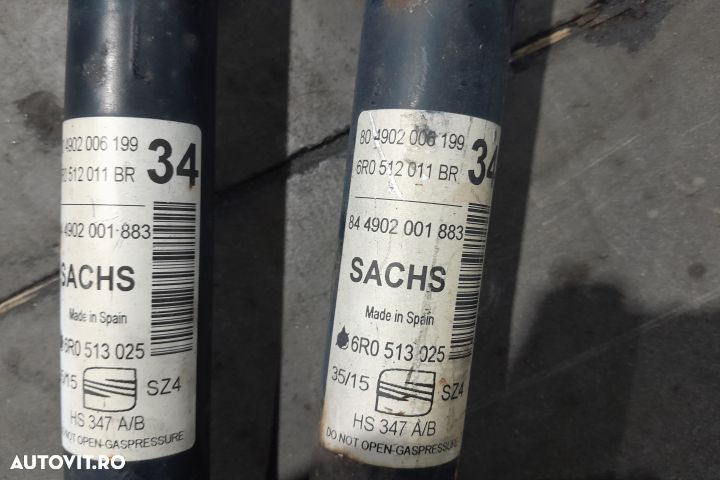 4902 006 199
6R0 512 011 BR
34
4902 001 883
SACHS
Made in Spain
6R0 513 025
/15
SZ4
HS 347 A/B
DO NOT OPEN-GASPRESSURE
80 4902 006 199
6R0 512 011 BR
34
84 4902 001 883
SACHS
Made in Spain
6R0 513 025
35/15
SZ4
HS 347 A/B
DO NOT OPEN-GASPRESSURE
AUTOVIT.RO